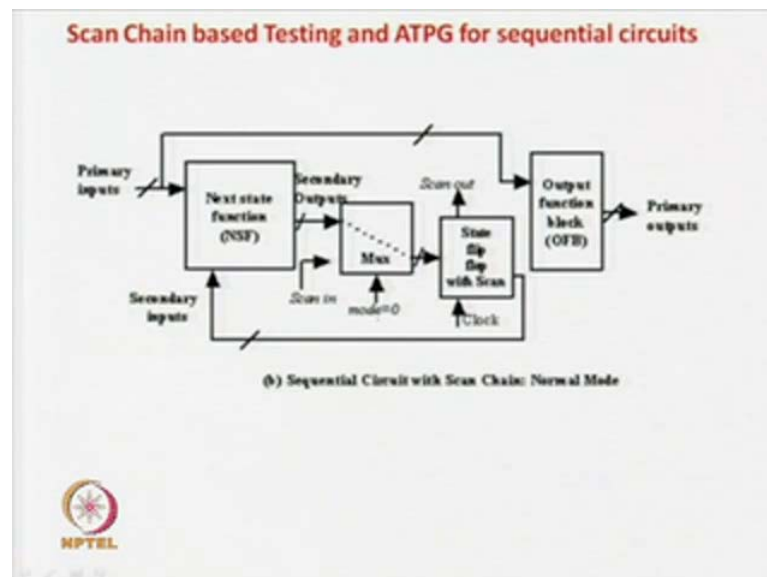 Scan Chain based Testing and ATPG for sequential circuits
Primary
inputs
Next state
function
(NSF)
Secondary
Outputs
Scan in
Mux
mode=0
Scan out
State
flip
flop
with Scan
Clock
Output
function
block
(OFB)
Primary
outputs
Secondary
inputs
(b) Sequential Circuit with Scan Chain: Normal Mode
NPTEL